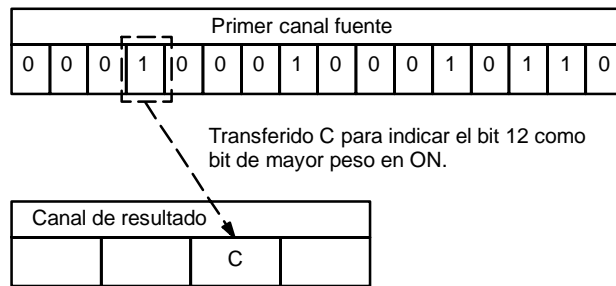 Primer canal fuente
0 0 0 1 0 0 0 1 0 0 0 1 0 1 1 0
Transferido C para indicar el bit 12 como
bit de mayor peso en ON.
Canal de resultado
C